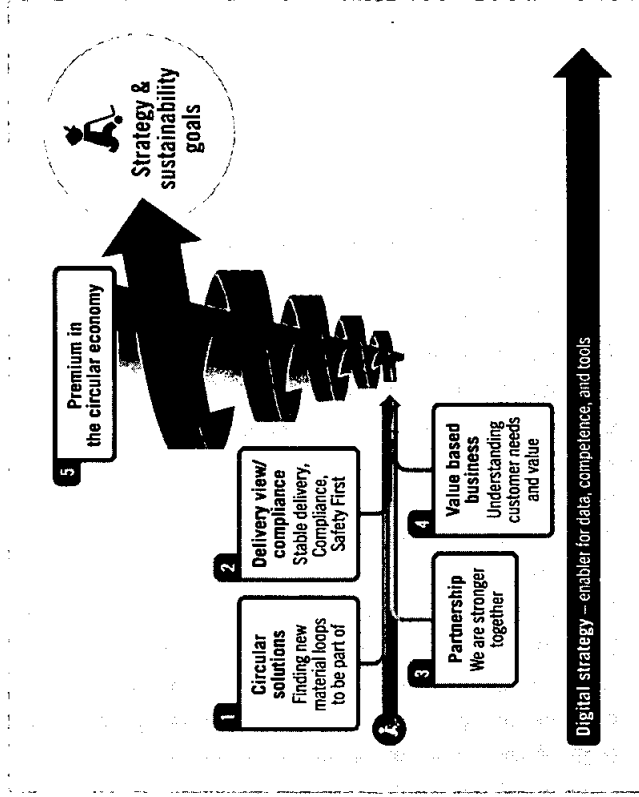 1
Circular
solutions
Finding new
material loops
to be part of
2
Delivery view/
compliance
Stable delivery,
Compliance,
Safety First
3
Partnership
We are stronger
together
4
Value based
business
Understanding
customer needs
and value
5
Premium in
the circular economy
Strategy &
sustainability
goals
Digital strategy – enabler for data, competence, and tools